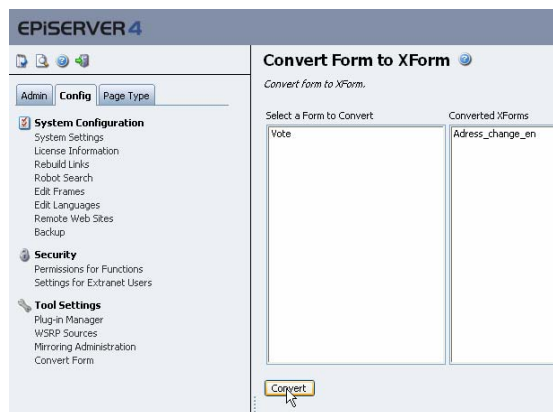 EPiSERVER 4
Admin Config Page Type
System Configuration
System Settings
License Information
Rebuild Links
Robot Search
Edit Frames
Edit Languages
Remote Web Sites
Backup
Security
Permissions for Functions
Settings for Extranet Users
Tool Settings
Plug-in Manager
WSRP Sources
Mirroring Administration
Convert Form
Convert Form to XForm
Convert form to XForm.
Select a Form to Convert
Vote
Converted XForms
Adress_change_en
Convert